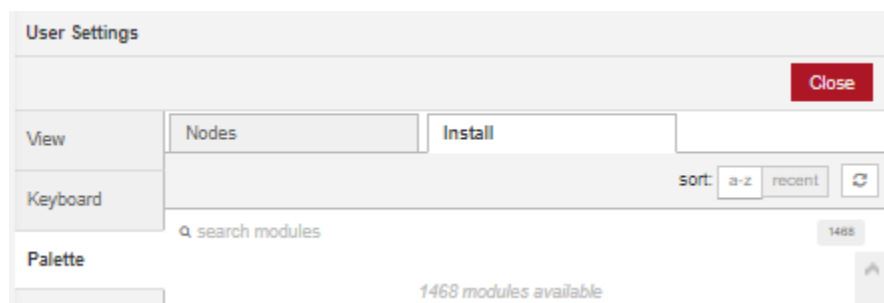 User Settings
Close
View
Nodes
Install
sort: a-z recent
Keyboard
search modules
1468
Palette
1468 modules available